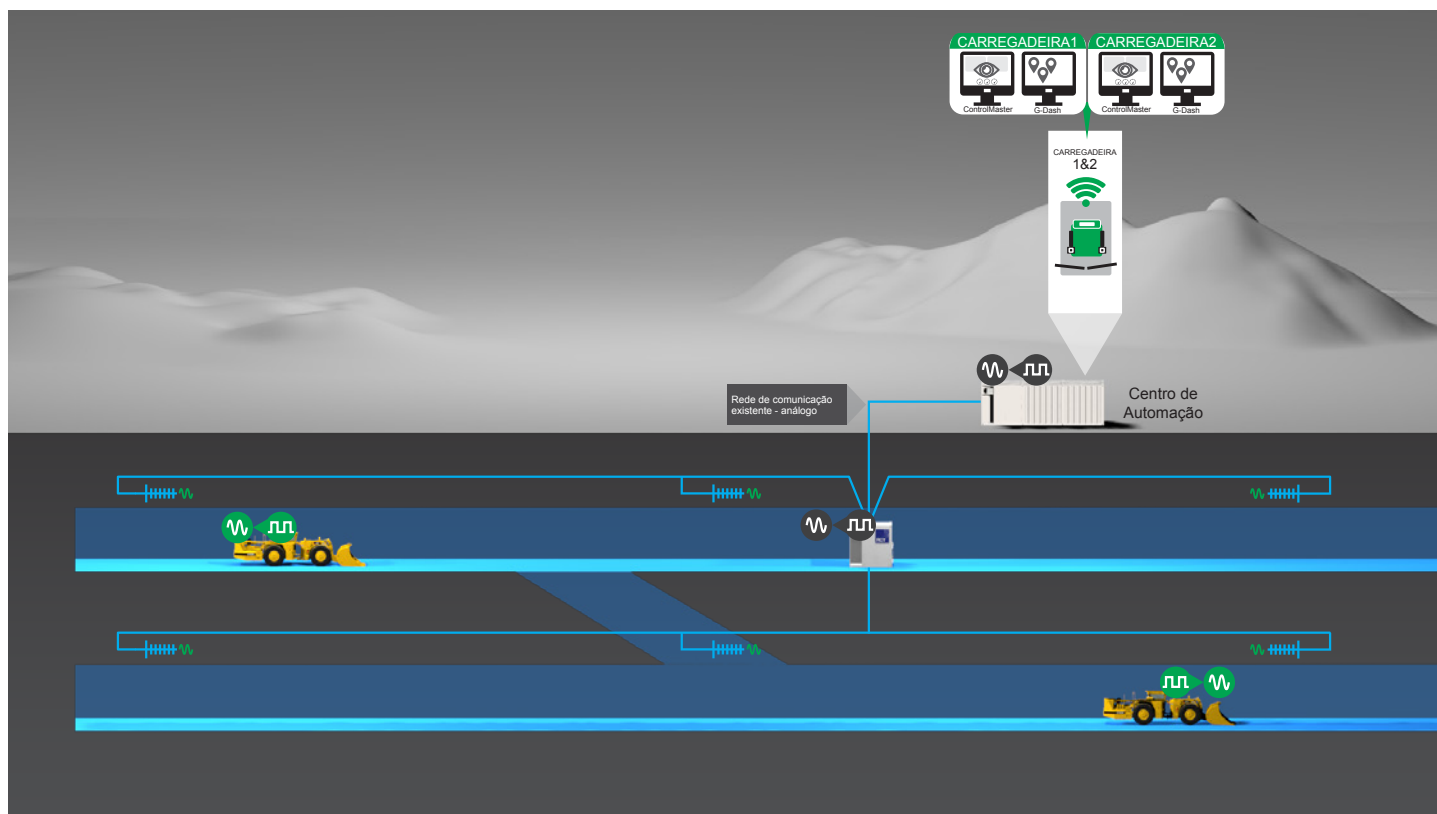 CARREGADEIRA1
CARREGADEIRA2
ControlMaster
G-Dash
ControlMaster
G-Dash
CARREGADEIRA
1&2
Rede de comunicação
existente - análogo
Centro de
Automação